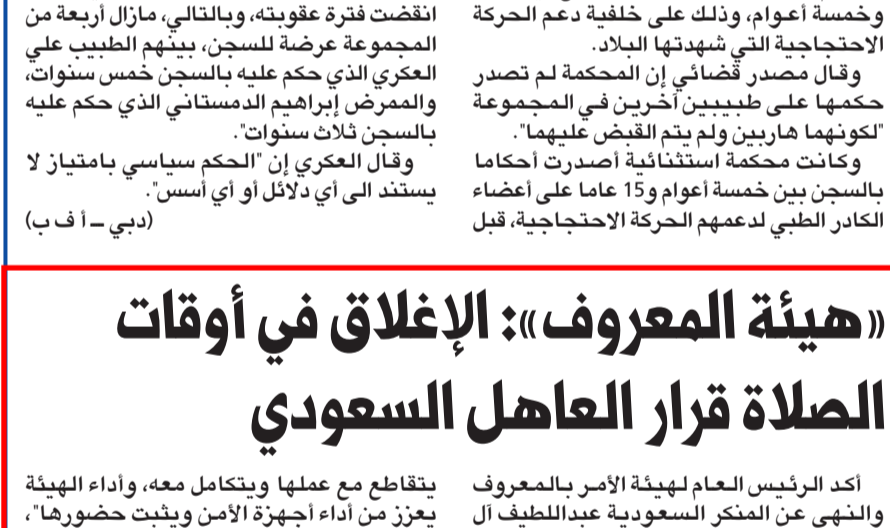 وخمسة أعوام، وذلك على خلفية دعم الحركة
الاحتجاجية التي شهدتها البلاد.
وقال مصدر قضائي إن المحكمة لم تصدر
حكمها على طبيبين آخرين في المجموعة
"لكونهما هاربين ولم يتم القبض عليهما".
وكانت محكمة استثنائية أصدرت أحكاما
بالسجن بين خمسة أعوام و15 عاما على أعضاء
الكادر الطبي لدعمهم الحركة الاحتجاجية، قبل
انقضت فترة عقوبته، وبالتالي، مازال أربعة من
المجموعة عرضة للسجن، بينهم الطبيب علي
العكري الذي حكم عليه بالسجن خمس سنوات،
والممرض إبراهيم الدمستاني الذي حكم عليه
بالسجن ثلاث سنوات".
وقال العكري إن "الحكم سياسي بامتياز لا
يستند الى أي دلائل أو أي أسس".
(دبي – أ ف ب)
«هيئة المعروف»: الإغلاق في أوقات
الصلاة قرار العاهل السعودي
أكد الرئيس العام لهيئة الأمر بالمعروف
والنهي عن المنكر السعودية عبداللطيف آل
يتقاطع مع عملها ويتكامل معه، وأداء الهيئة
يعزز من أداء أجهزة الأمن ويثبت حضورها"،